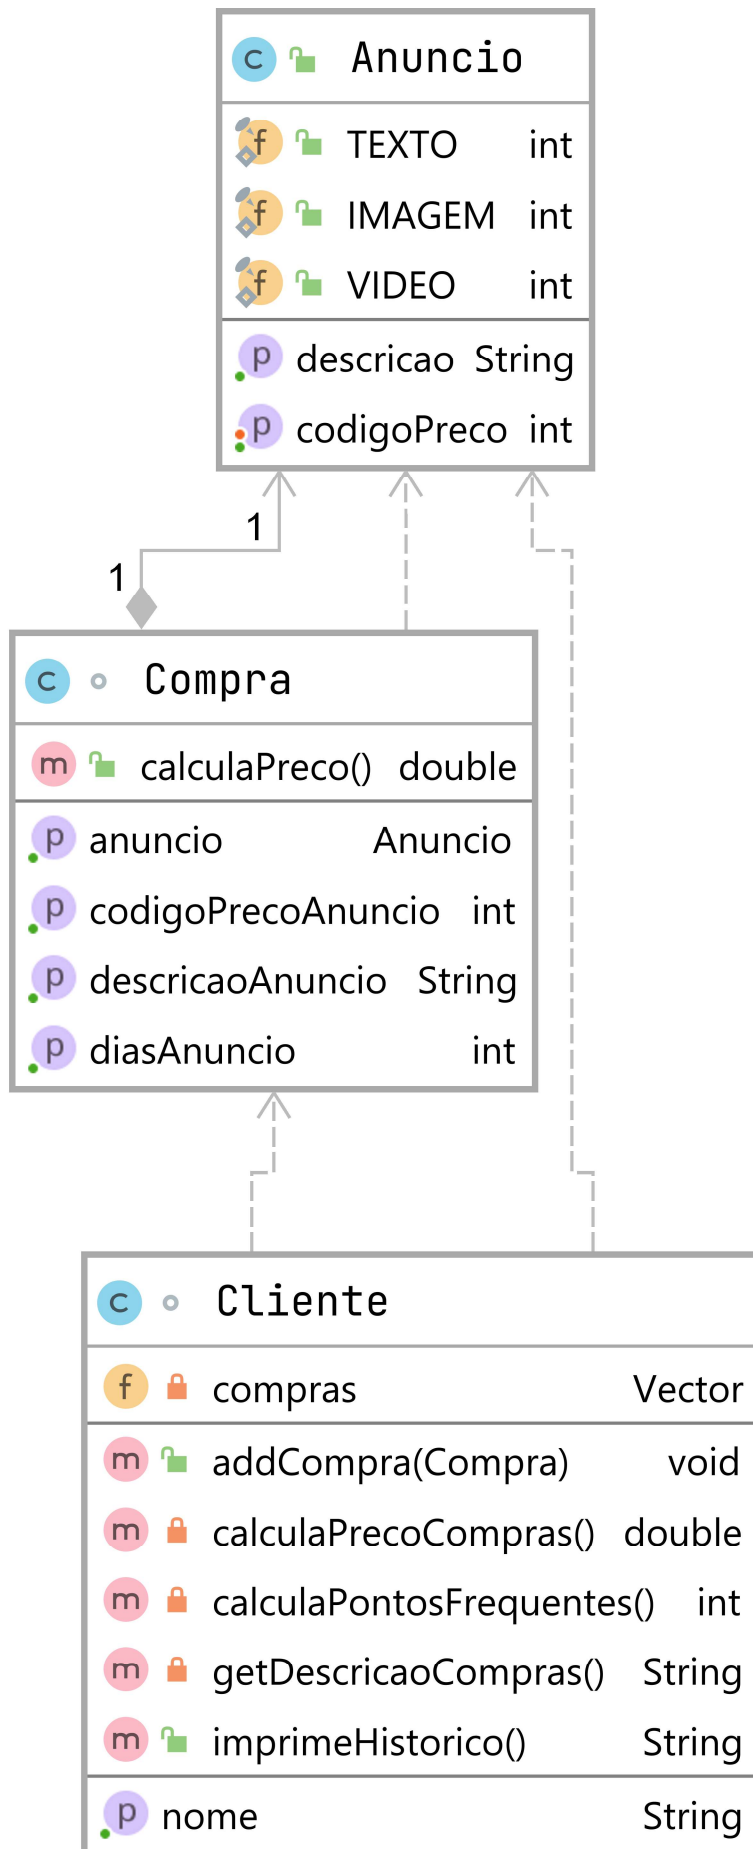 Anuncio
TEXTO int
IMAGEM int
VIDEO int
descricao String
codigoPreco int
1
1
Compra
calculaPreco() double
anuncio Anuncio
codigoPrecoAnuncio int
descricaoAnuncio String
diasAnuncio int
Cliente
compras Vector
addCompra(Compra) void
calculaPrecoCompras() double
calculaPontosFrequentes() int
getDescricaoCompras() String
imprimeHistorico() String
nome String